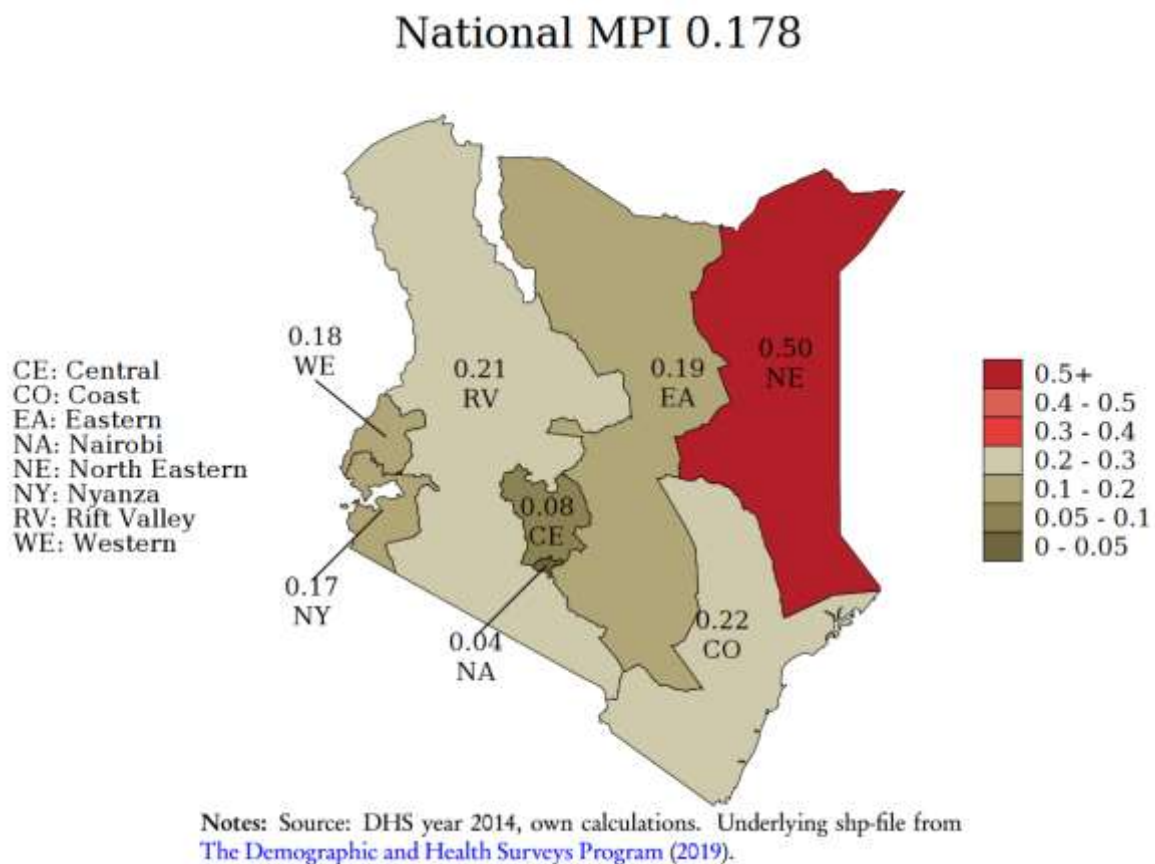 National MPI 0.178
0.18
WE
0.21
RV
0.19
EA
0.50
NE
CE: Central
CO: Coast
EA: Eastern
NA: Nairobi
NE: North Eastern
NY: Nyanza
RV: Rift Valley
WE: Western
0.5+
0.4 - 0.5
0.3 - 0.4
0.2 - 0.3
0.1 - 0.2
0.05 - 0.1
0 - 0.05
0.08
CE
0.17
NY
0.04
NA
0.22
CO
Notes: Source: DHS year 2014, own calculations. Underlying shp-file from
The Demographic and Health Surveys Program (2019).